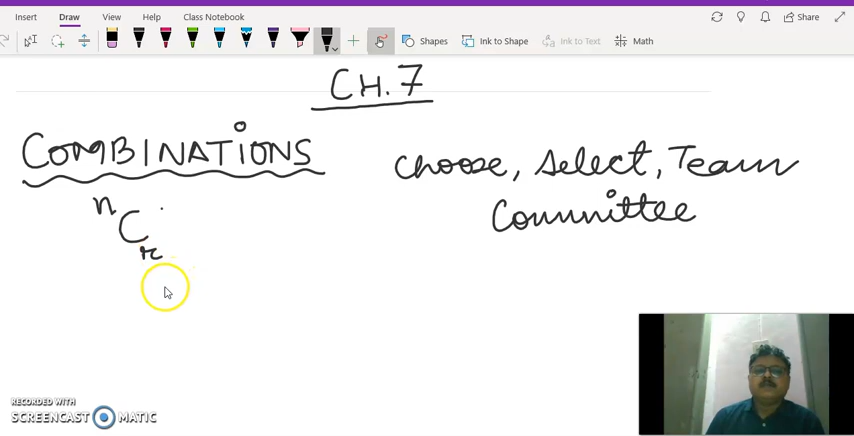 Insert Draw View Help Class Notebook Share
Shapes Ink to Shape Ink to Text Math
CH.7
COMBINATIONS
choose, select, Team
Committee
n
C
r
RECORDED WITH
SCREENCAST MATIC